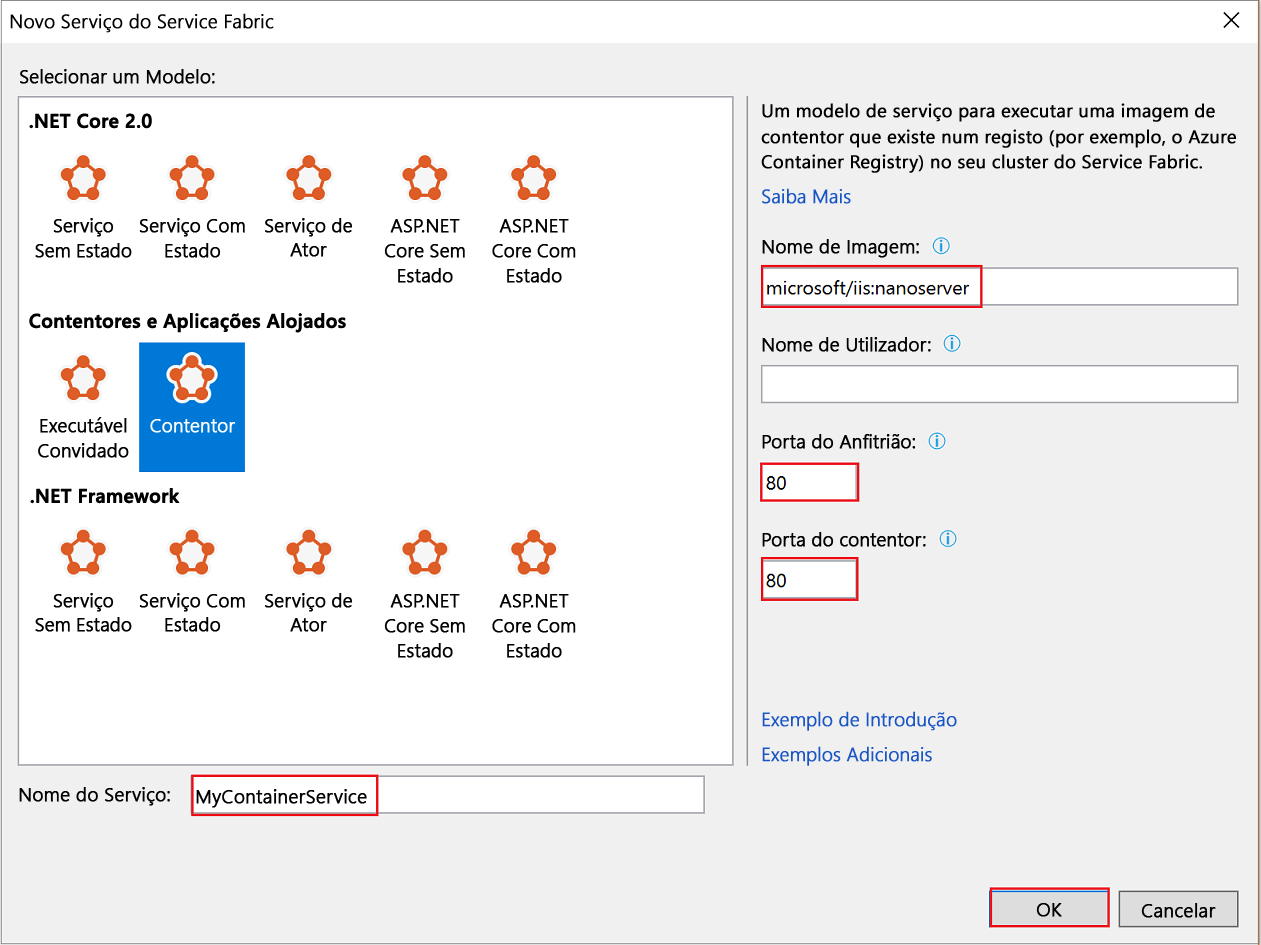 Novo Serviço do Service Fabric
Selecionar um Modelo:
.NET Core 2.0
Serviço
Sem Estado
Serviço Com
Estado
Serviço de
Ator
ASP.NET
Core Sem
Estado
ASP.NET
Core Com
Estado
Contentores e Aplicações Alojados
Executável
Convidado
Contentor
.NET Framework
Serviço
Sem Estado
Serviço Com
Estado
Serviço de
Ator
ASP.NET
Core Sem
Estado
ASP.NET
Core Com
Estado
Um modelo de serviço para executar uma imagem de
contentor que existe num registo (por exemplo, o Azure
Container Registry) no seu cluster do Service Fabric.
Saiba Mais
Nome de Imagem:
microsoft/iis:nanoserver
Nome de Utilizador:
Porta do Anfitrião:
80
Porta do contentor:
80
Exemplo de Introdução
Exemplos Adicionais
Nome do Serviço:
MyContainerService
OK
Cancelar